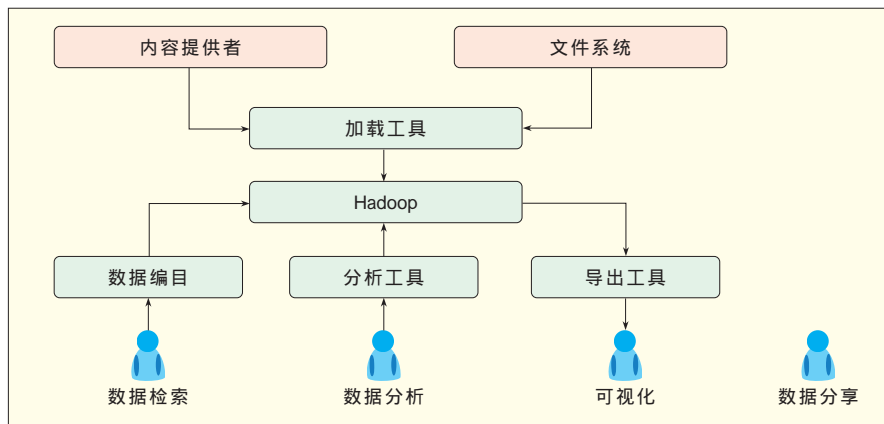 内容提供者
文件系统
加载工具
Hadoop
数据编目
分析工具
导出工具
数据检索
数据分析
可视化
数据分享